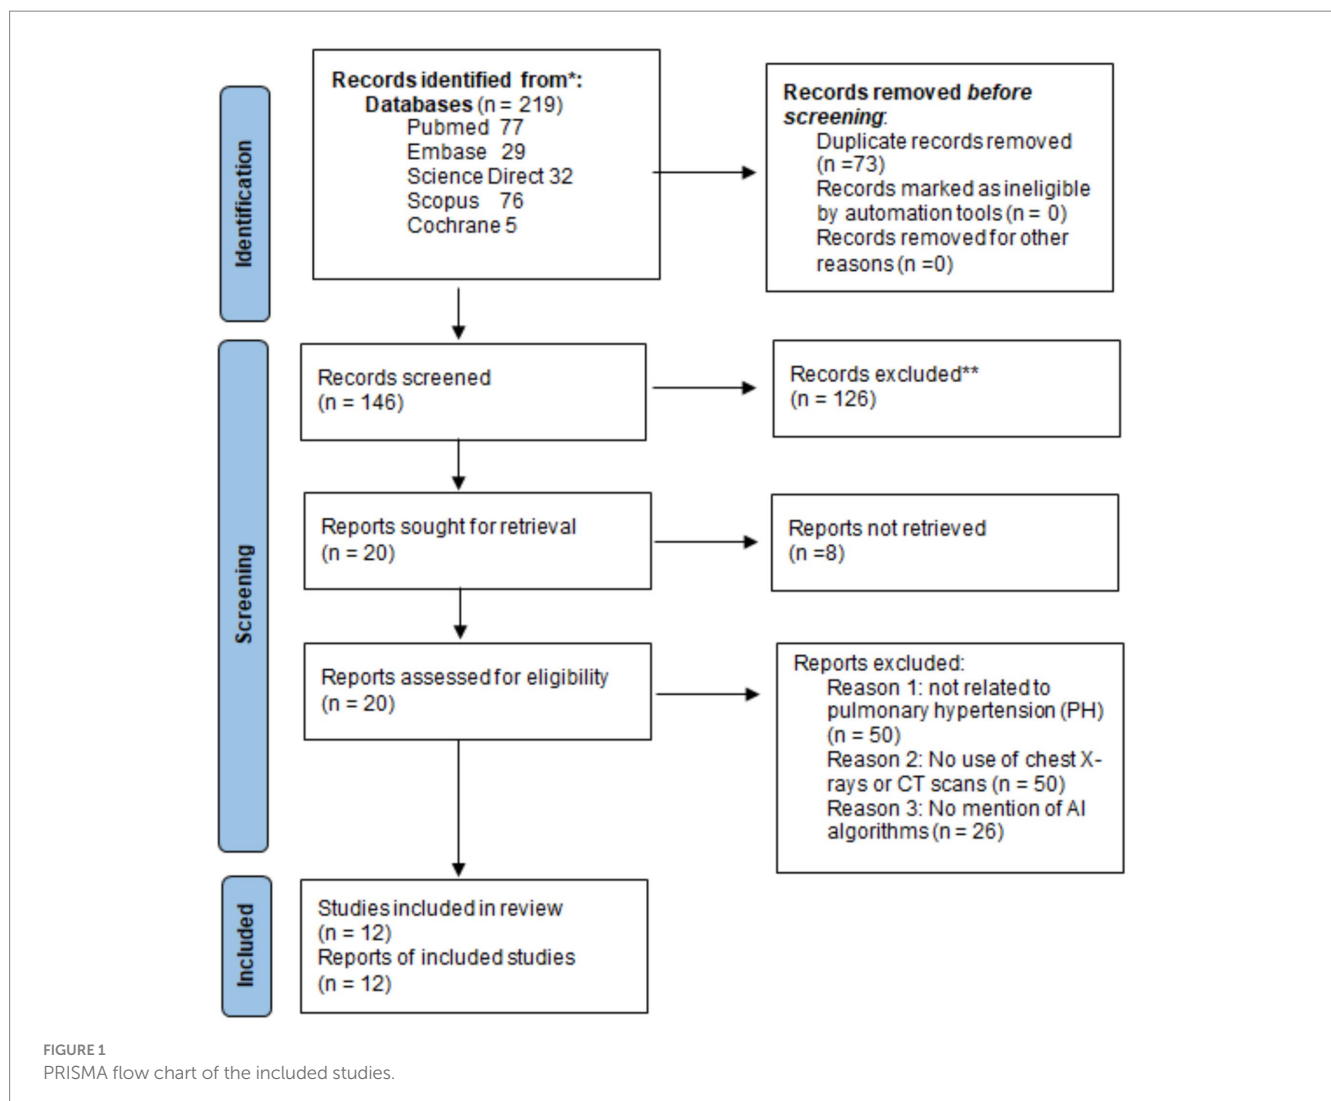 Identification
Records identified from*:
Databases (n = 219)
Pubmed 77
Embase 29
Science Direct 32
Scopus 76
Cochrane 5
Records removed before
screening:
Duplicate records removed
(n =73)
Records marked as ineligible
by automation tools (n = 0)
Records removed for other
reasons (n =0)
Screening
Records screened
(n = 146)
Records excluded**
(n = 126)
Reports sought for retrieval
(n = 20)
Reports not retrieved
(n =8)
Reports assessed for eligibility
(n = 20)
Reports excluded:
Reason 1: not related to
pulmonary hypertension (PH)
(n = 50)
Reason 2: No use of chest X-
rays or CT scans (n = 50)
Reason 3: No mention of AI
algorithms (n = 26)
Included
Studies included in review
(n = 12)
Reports of included studies
(n = 12)
FIGURE 1
PRISMA flow chart of the included studies.